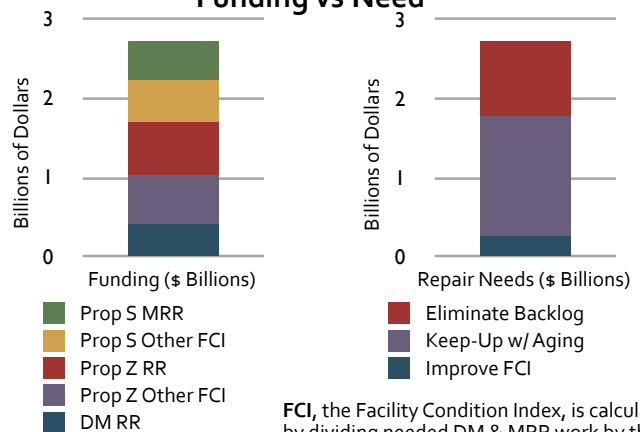 Funding vs Need
3
2
1
0
Billions of Dollars
Funding ($ Billions)
Prop S MRR
Prop S Other FCI
Prop Z RR
Prop Z Other FCI
DM RR
3
2
1
0
Billions of Dollars
Repair Needs ($ Billions)
Eliminate Backlog
Keep-Up w/ Aging
Improve FCI
FCI, the Facility Condition Index, is
by dividing needed DM & MRR work by